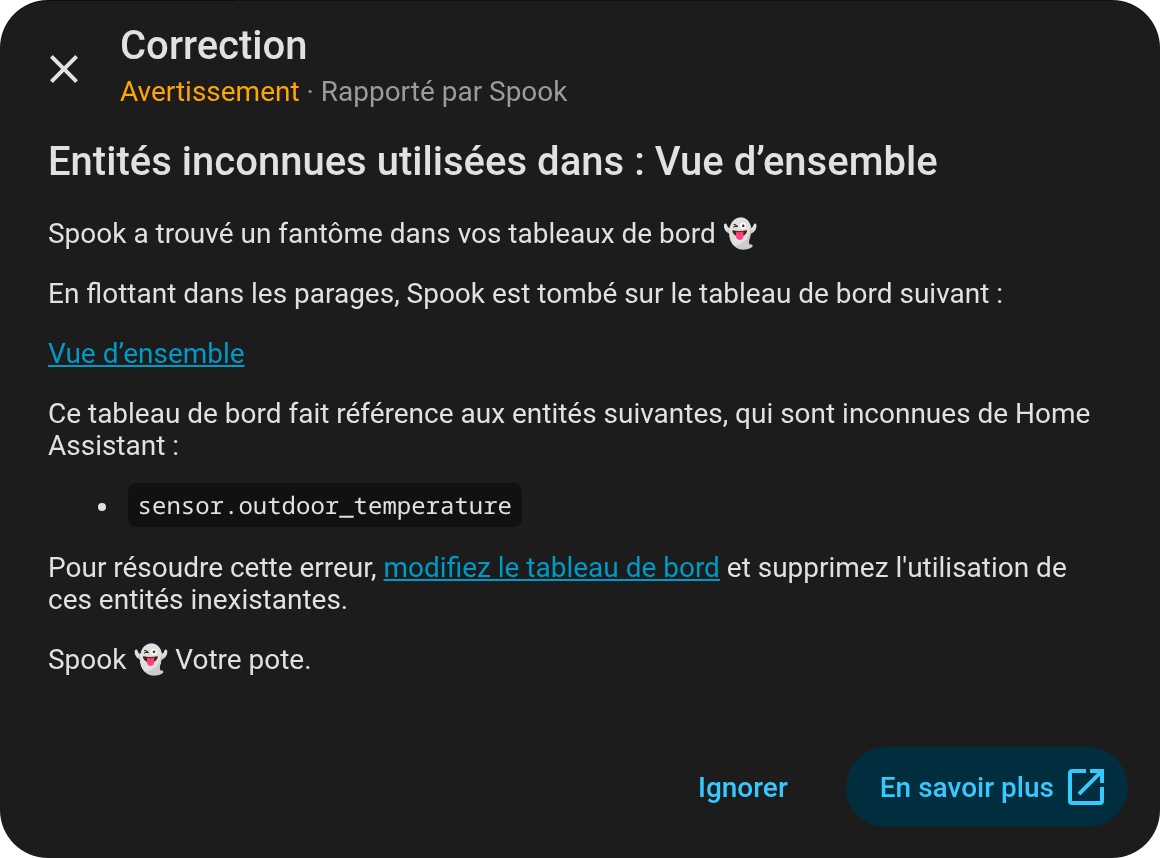 Correction
Avertissement · Rapporté par Spook
Entités inconnues utilisées dans : Vue d’ensemble
Spook a trouvé un fantôme dans vos tableaux de bord 👻
En flottant dans les parages, Spook est tombé sur le tableau de bord suivant :
Vue d’ensemble
Ce tableau de bord fait référence aux entités suivantes, qui sont inconnues de Home
Assistant :
• sensor.outdoor_temperature
Pour résoudre cette erreur, modifiez le tableau de bord et supprimez l'utilisation de
ces entités inexistantes.
Spook 👻 Votre pote.
Ignorer
En savoir plus